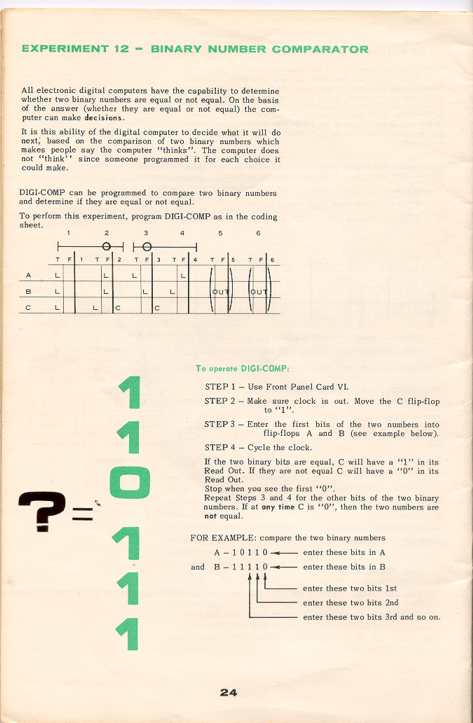 EXPERIMENT 12 – BINARY NUMBER COMPARATOR
All electronic digital computers have the capability to determine
whether two binary numbers are equal or not equal. On the basis
of the answer (whether they are equal or not equal) the com-
puter can make decisions.
It is this ability of the digital computer to decide what it will do
next, based on the comparison of two binary numbers which
makes people say the computer "thinks". The computer does
not "think" since someone programmed it for each choice it
could make.
DIGI-COMP can be programmed to compare two binary numbers
and determine if they are equal or not equal.
To perform this experiment, program DIGI-COMP as in the coding
sheet.
1 2 3 4 5 6
T F 1 T F 2 T F 3 T F 4 T F 5 T F 6
A L L L L
B L L L L OUT OUT
C L L C C
To operate DIGI-COMP:
STEP 1 – Use Front Panel Card VI.
STEP 2 – Make sure clock is out. Move the C flip-flop
to "1".
STEP 3 – Enter the first bits of the two numbers into
flip-flops A and B (see example below).
STEP 4 – Cycle the clock.
If the two binary bits are equal, C will have a "1" in its
Read Out. If they are not equal C will have a "0" in its
Read Out.
Stop when you see the first "0".
Repeat Steps 3 and 4 for the other bits of the two binary
numbers. If at any time C is "0", then the two numbers are
not equal.
1
1
0
? =
1
1
1
FOR EXAMPLE: compare the two binary numbers
A – 1 0 1 1 0 enter these bits in A
and B – 1 1 1 1 0 enter these bits in B
enter these two bits 1st
enter these two bits 2nd
enter these two bits 3rd and so on.
24